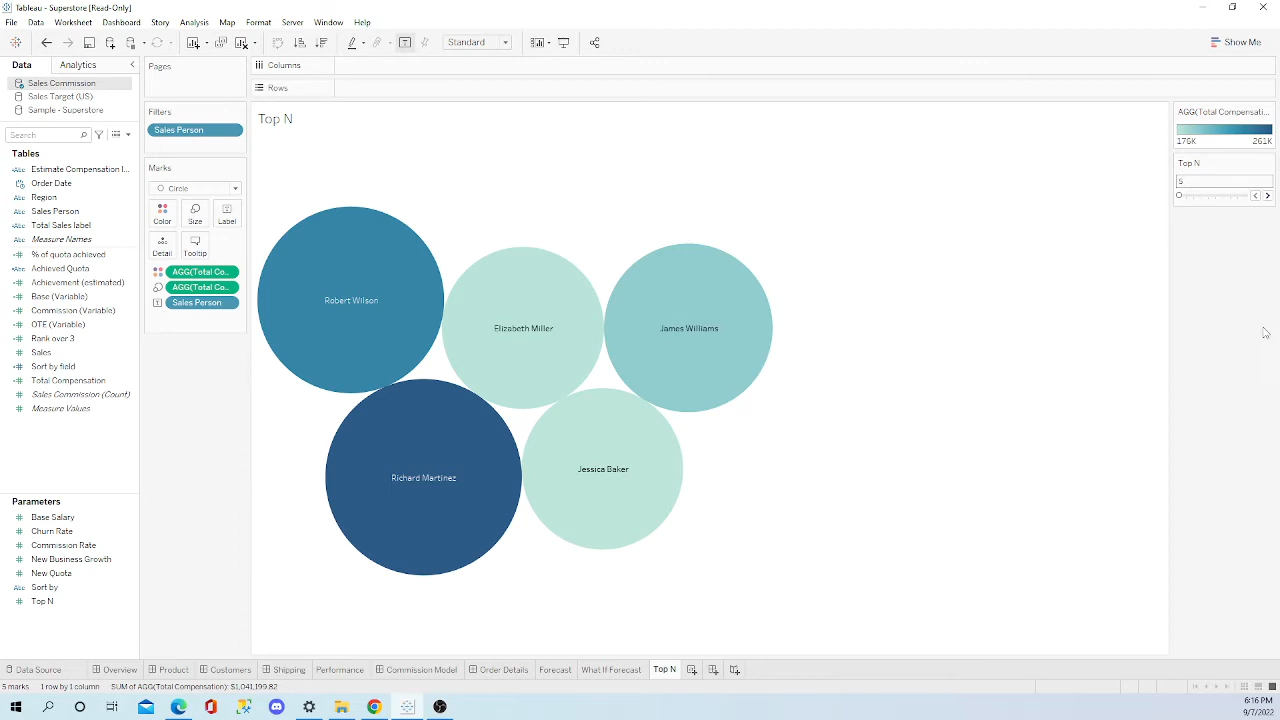 Tableau - Superstore [Read-Only]
File Data Worksheet Dashboard Story Analysis Map Format Server Window Help
Standard
Show Me
Data Analytics
Sales Commission
Sales Target (US)
Sample - Superstore
Search
Tables
Abc Estimate Compensation l...
Order Date
Abc Region
Abc Sales Person
Abc Total Sales label
Abc Measure Names
# % of quota achieved
Abc Achieved Quota
# Achievement (estimated)
# Base (Variable)
# Commission (Variable)
# OTE (Variable)
# Rank over 3
# Sales
# Sort by field
# Total Compensation
# Sales Commission (Count)
# Measure Values
Parameters
# Base Salary
# Churn Rate
# Commission Rate
# New Business Growth
# New Quota
Abc Sort by
# Top N
Pages
Filters
Sales Person
Marks
Circle
Color Size Label
Detail Tooltip
AGG(Total Co..
AGG(Total Co..
Sales Person
Columns
Rows
Top N
Robert Wilson
Elizabeth Miller
James Williams
Richard Martinez
Jessica Baker
AGG(Total Compensati...
176K 261K
Top N
5
Data Source Overview Product Customers Shipping Performance Commission Model Order Details Forecast What If Forecast Top N
5 marks 1 row by 1 column SUM of AGG(Total Compensation): $1,041,199.82
6:16 PM
9/7/2022